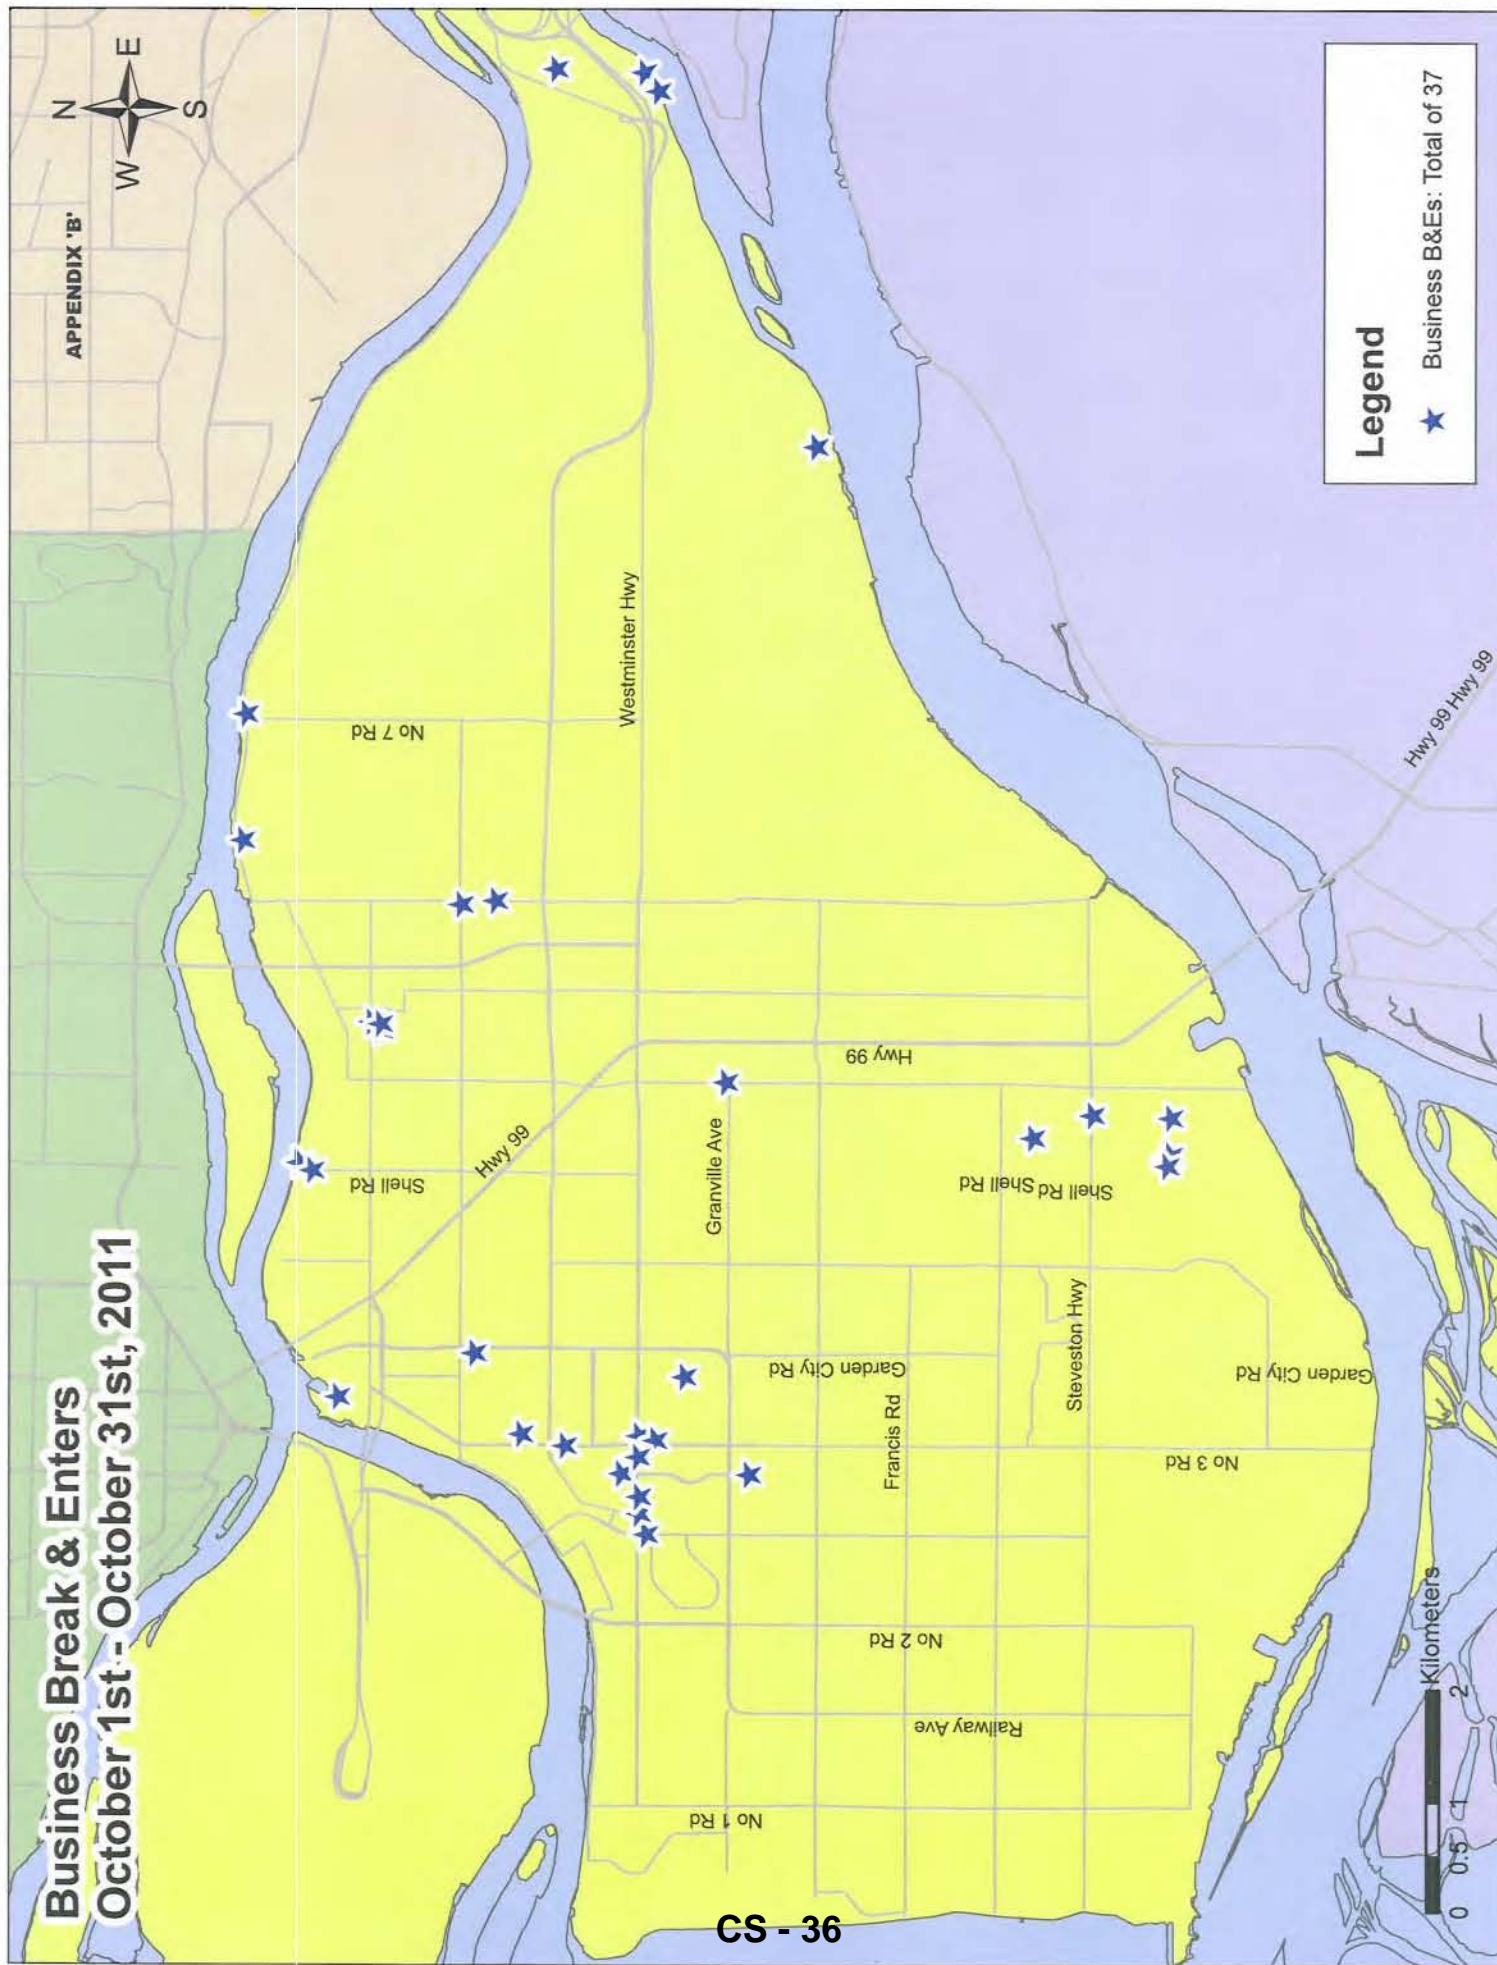 Business Break & Enters
October 1st - October 31st, 2011
APPENDIX 'B'
N
W
E
S
No 7 Rd
Westminster Hwy
Shell Rd
Hwy 99
Hwy 99
Granville Ave
Shell Rd
Shell Rd
Shell Rd
Hwy 99
Hwy 99
Garden City Rd
Francis Rd
Steveston Hwy
Garden City Rd
No 3 Rd
No 2 Rd
Railway Ave
No 1 Rd
Legend
Business B&Es: Total of 37
Kilometers
0 0.5 1 2
CS - 36